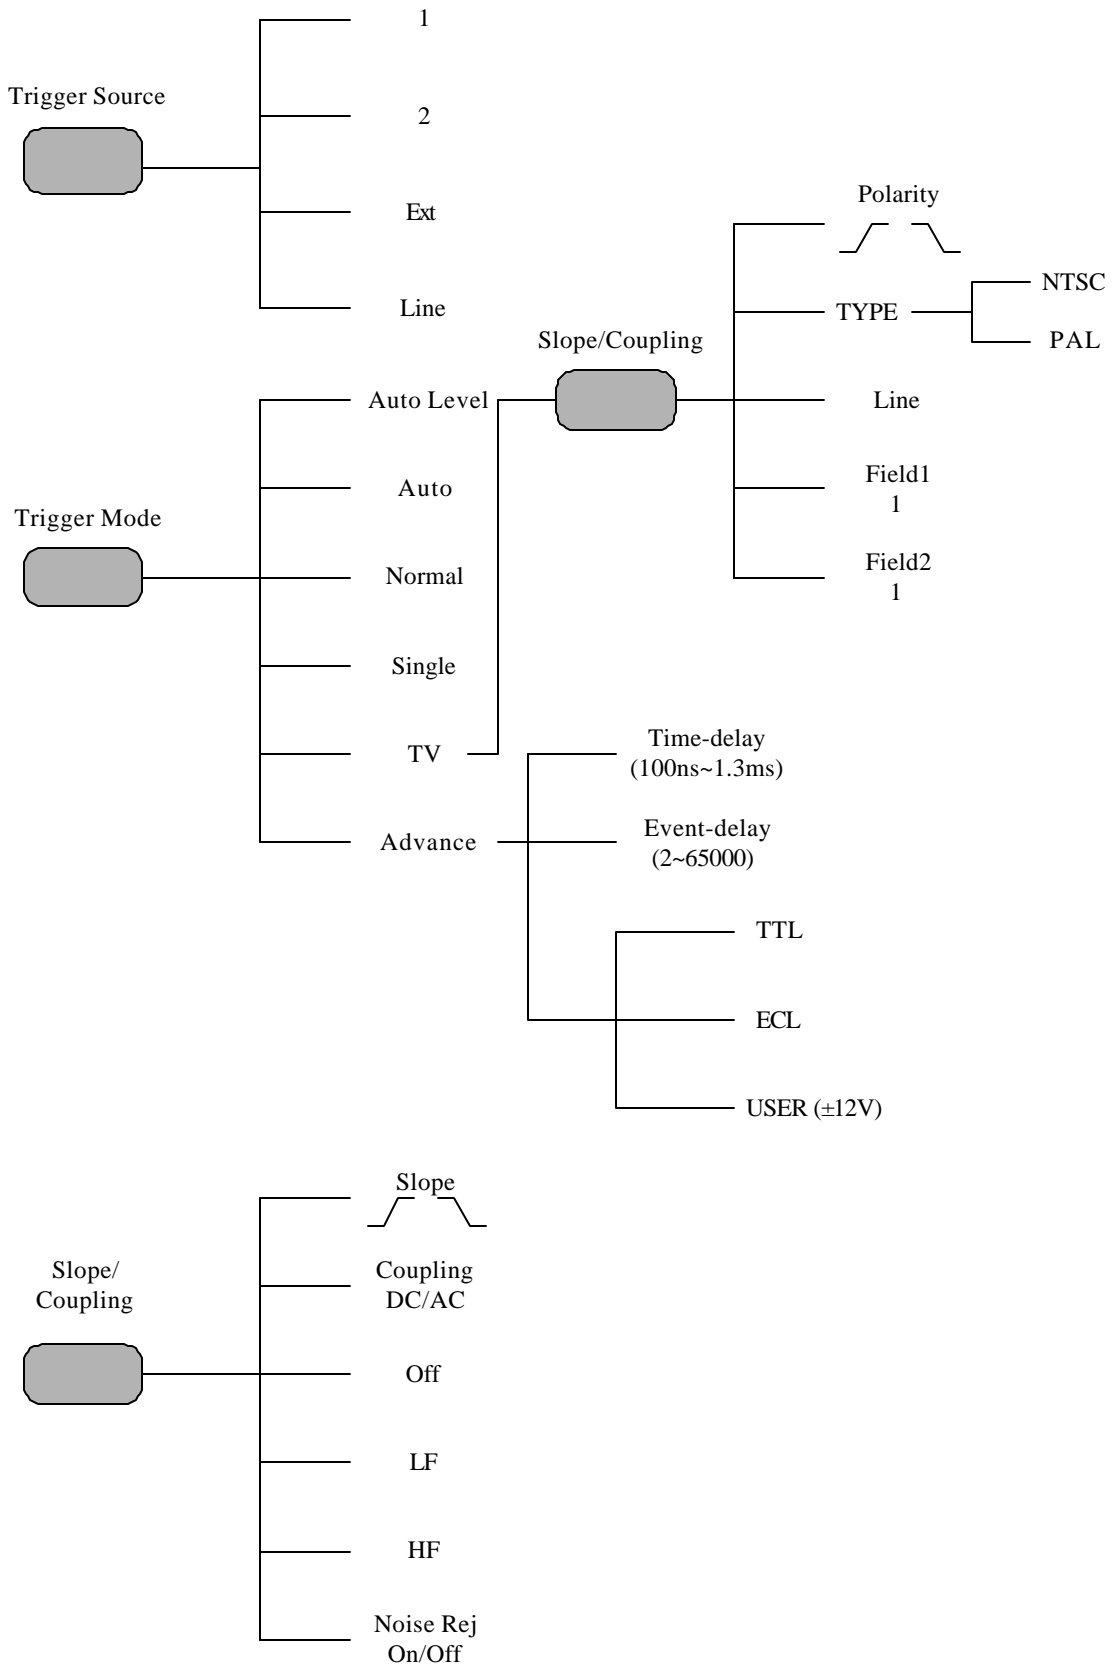 1
Trigger Source
2
Ext
Line
Polarity
NTSC
TYPE
PAL
Slope/Coupling
Line
Field1
1
Field2
1
Auto Level
Auto
Trigger Mode
Normal
Single
TV
Advance
Time-delay
(100ns~1.3ms)
Event-delay
(2~65000)
TTL
ECL
USER (±12V)
Slope
Slope/
Coupling
Coupling
DC/AC
Off
LF
HF
Noise Rej
On/Off